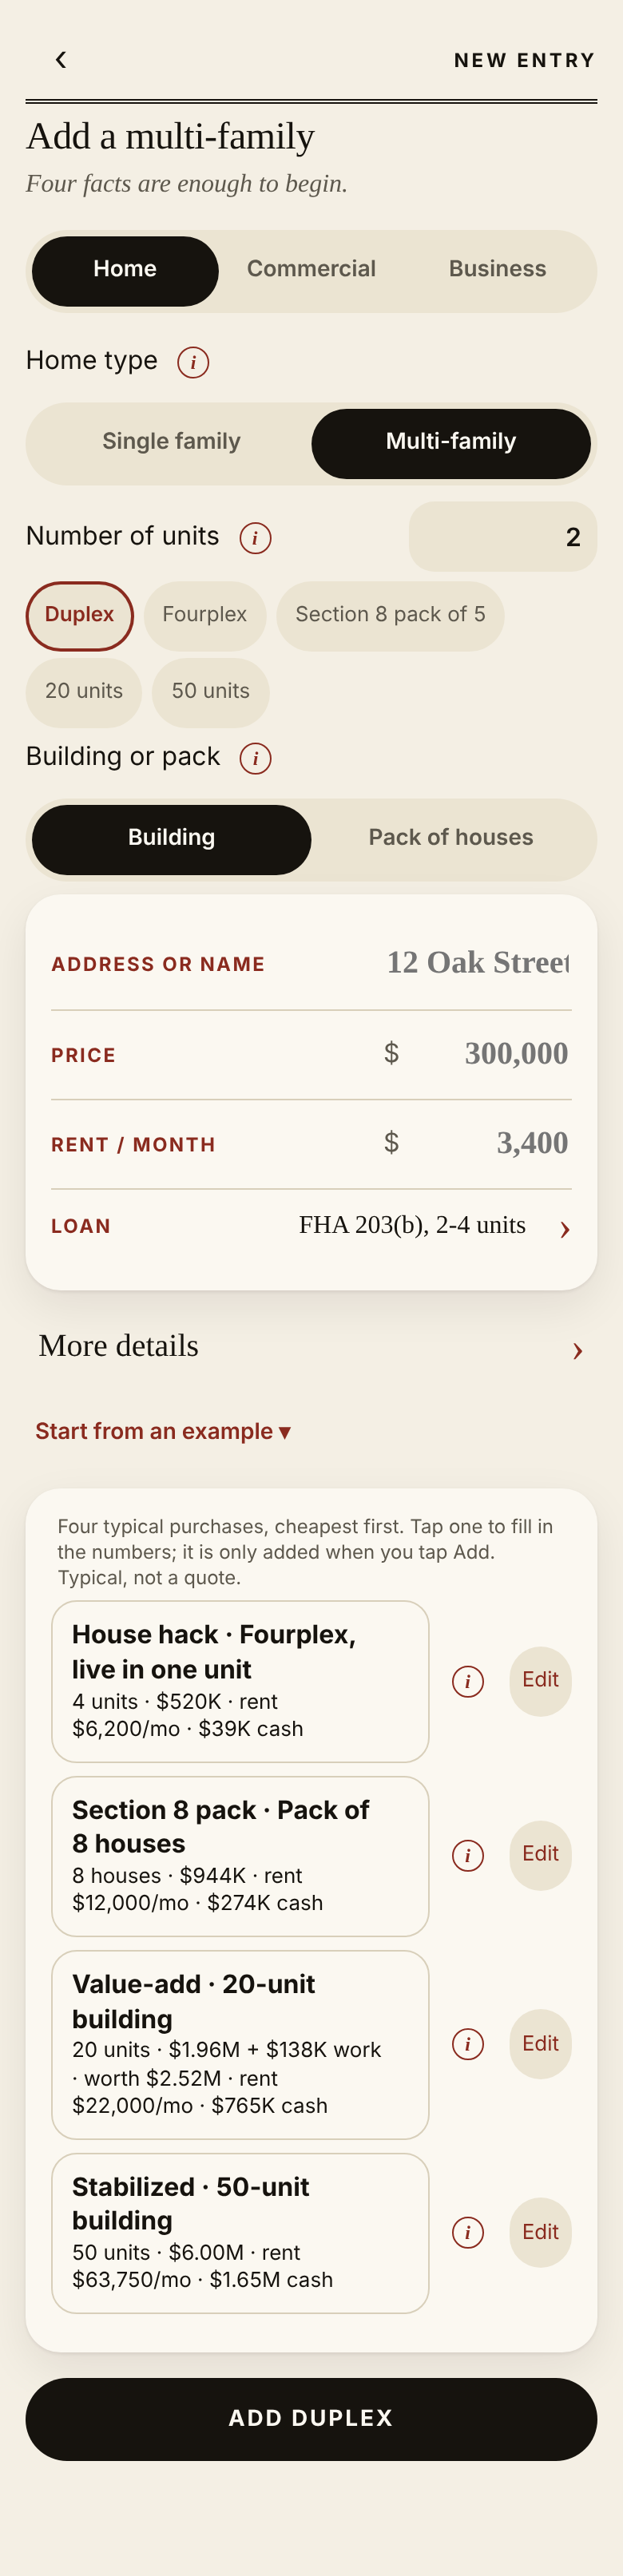 ‹
NEW ENTRY
Add a multi-family
Four facts are enough to begin.
Home Commercial Business
Home type i
Single family Multi-family
Number of units i 2
Duplex Fourplex Section 8 pack of 5
20 units 50 units
Building or pack i
Building Pack of houses
ADDRESS OR NAME 12 Oak Street
PRICE $ 300,000
RENT / MONTH $ 3,400
LOAN FHA 203(b), 2-4 units ›
More details ›
Start from an example ▾
Four typical purchases, cheapest first. Tap one to fill in
the numbers; it is only added when you tap Add.
Typical, not a quote.
House hack · Fourplex,
live in one unit
4 units · $520K · rent
$6,200/mo · $39K cash
i Edit
Section 8 pack · Pack of
8 houses
8 houses · $944K · rent
$12,000/mo · $274K cash
i Edit
Value-add · 20-unit
building
20 units · $1.96M + $138K work
· worth $2.52M · rent
$22,000/mo · $765K cash
i Edit
Stabilized · 50-unit
building
50 units · $6.00M · rent
$63,750/mo · $1.65M cash
i Edit
ADD DUPLEX